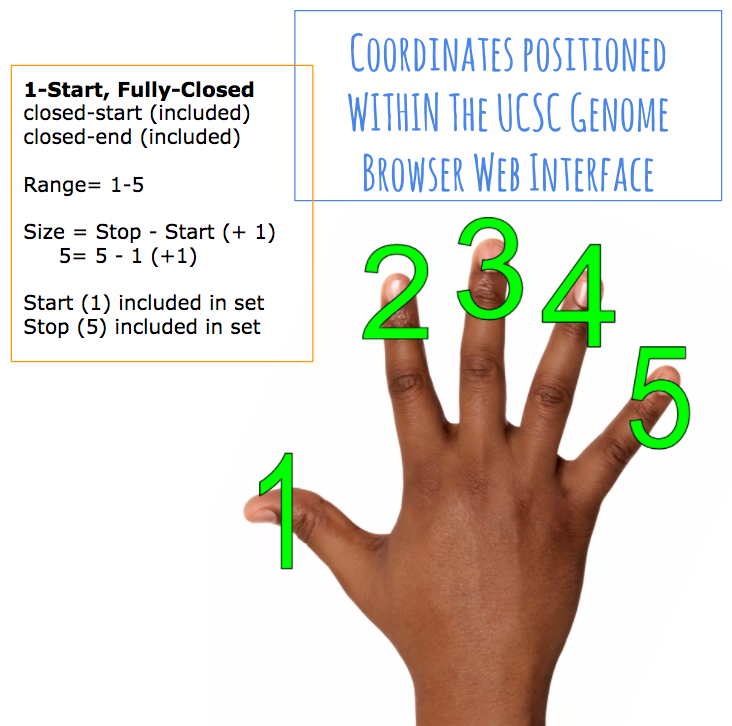 Coordinates positioned
within The UCSC Genome
Browser Web Interface
1-Start, Fully-Closed
closed-start (included)
closed-end (included)
Range= 1-5
Size = Stop - Start (+ 1)
5= 5 - 1 (+1)
Start (1) included in set
Stop (5) included in set
1
2
3
4
5